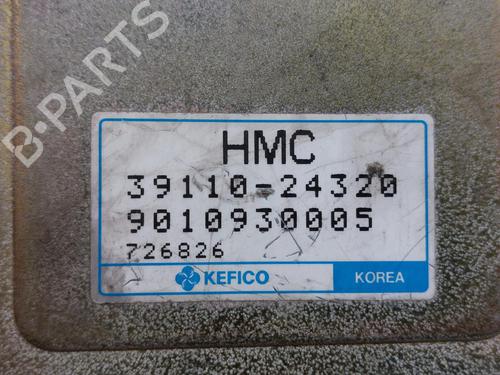 B-PARTS
HMC
39110-24320
9010930005
726826
KEFICO KOREA